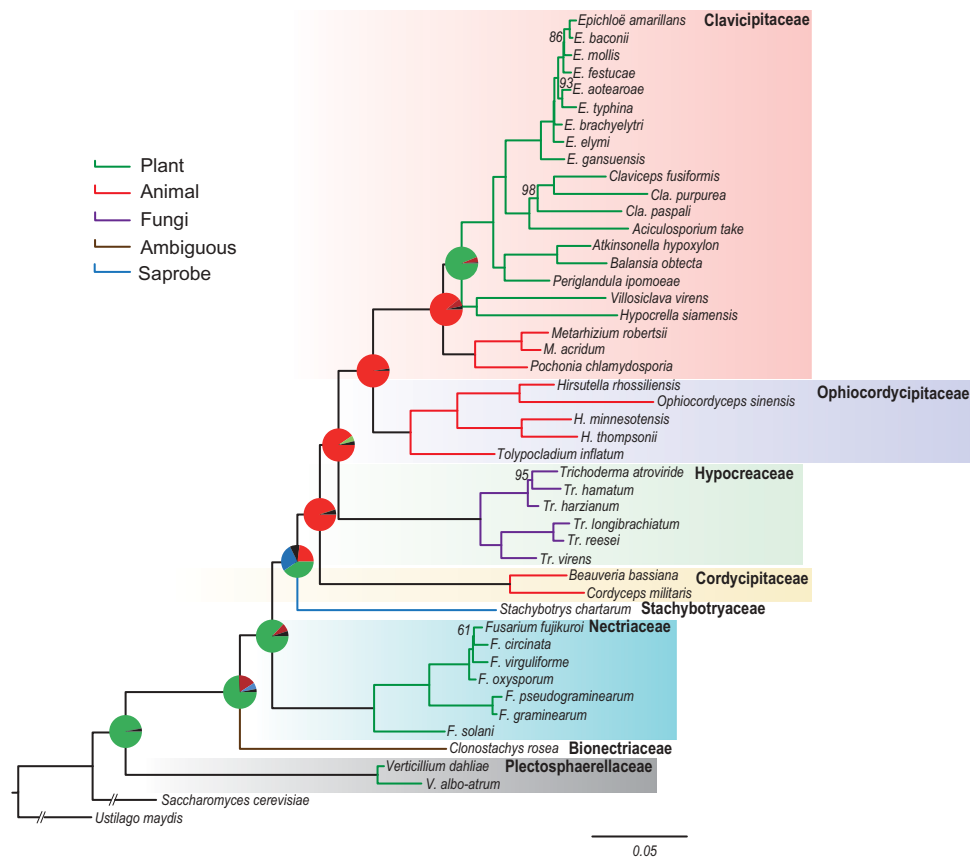 Epichloë amarillans Clavicipitaceae
86
E. baconii
E. mollis
E. festucae
93
E. aotearoae
E. typhina
E. brachyelytri
E. elymi
E. gansuensis
Plant
Animal
Fungi
Ambiguous
Saprobe
Claviceps fusiformis
98
Cla. purpurea
Cla. paspali
Aciculosporium take
Atkinsonella hypoxylon
Balansia obtecta
Periglandula ipomoeae
Villosiclava virens
Hypocrella siamensis
Metarhizium robertsii
M. acridum
Pochonia chlamydosporia
Hirsutella rhossiliensis Ophiocordycipitaceae
Ophiocordyceps sinensis
H. minnesotensis
H. thompsonii
Tolypocladium inflatum
95
Trichoderma atroviride Hypocreaceae
Tr. hamatum
Tr. harzianum
Tr. longibrachiatum
Tr. reesei
Tr. virens
Beauveria bassiana Cordycipitaceae
Cordyceps militaris
Stachybotrys chartarum Stachybotryaceae
61
Fusarium fujikuroi Nectriaceae
F. circinata
F. virguliforme
F. oxysporum
F. pseudograminearum
F. graminearum
F. solani
Clonostachys rosea Bionectriaceae
Verticillium dahliae Plectosphaerellaceae
V. albo-atrum
Saccharomyces cerevisiae
Ustilago maydis
0.05